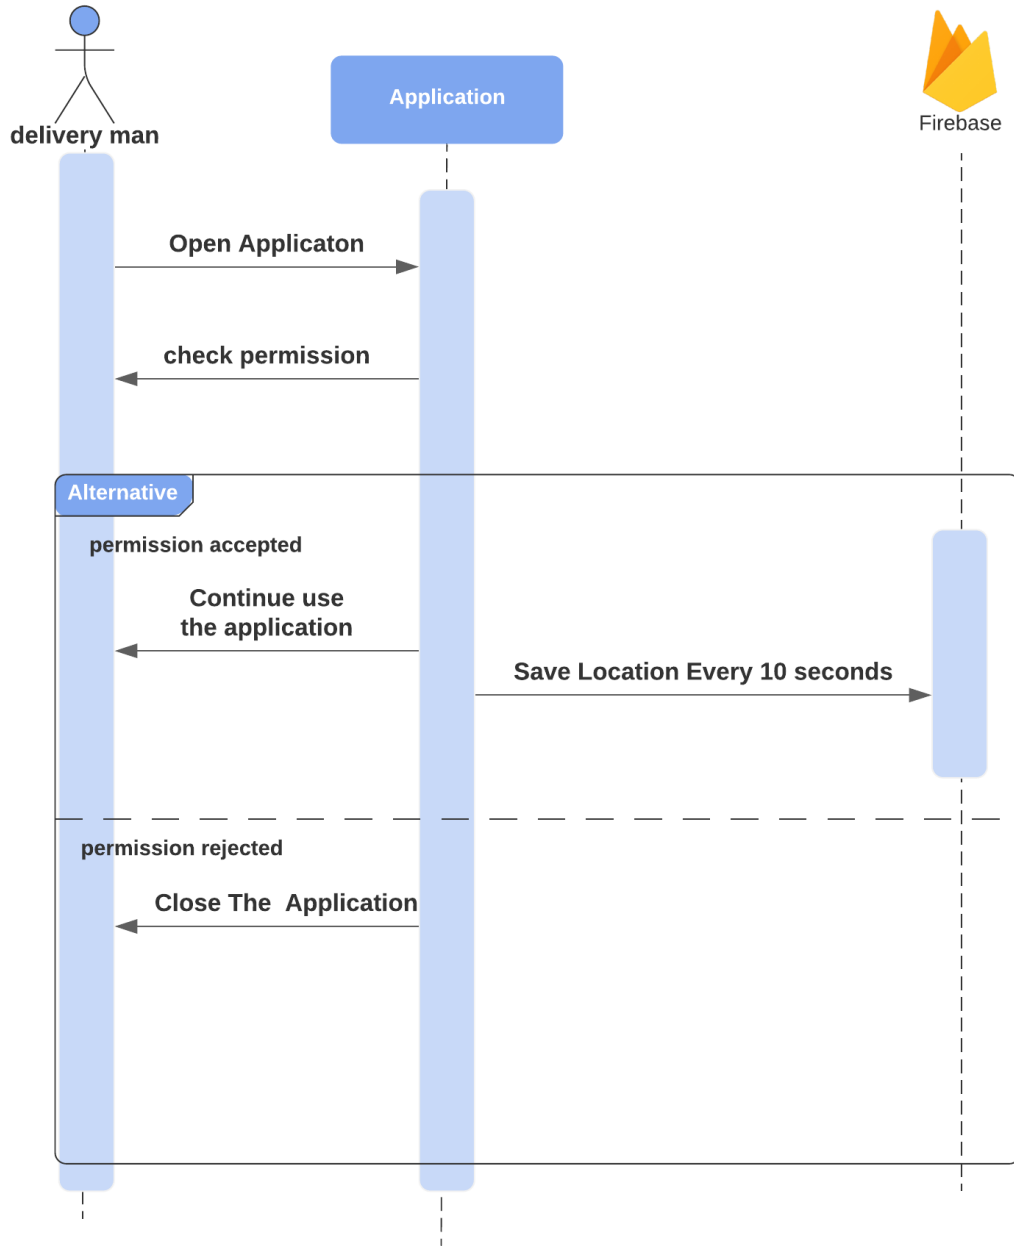 delivery man
Application
Firebase
Open Applicaton
check permission
Alternative
permission accepted
Continue use
the application
Save Location Every 10 seconds
permission rejected
Close The  Application